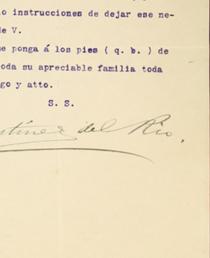 o instrucciones de dejar ese ne-
de V.
e ponga á los pies ( q. b. ) de
oda su apreciable familia toda
go y atto.
S. S.
tinez del Rio.